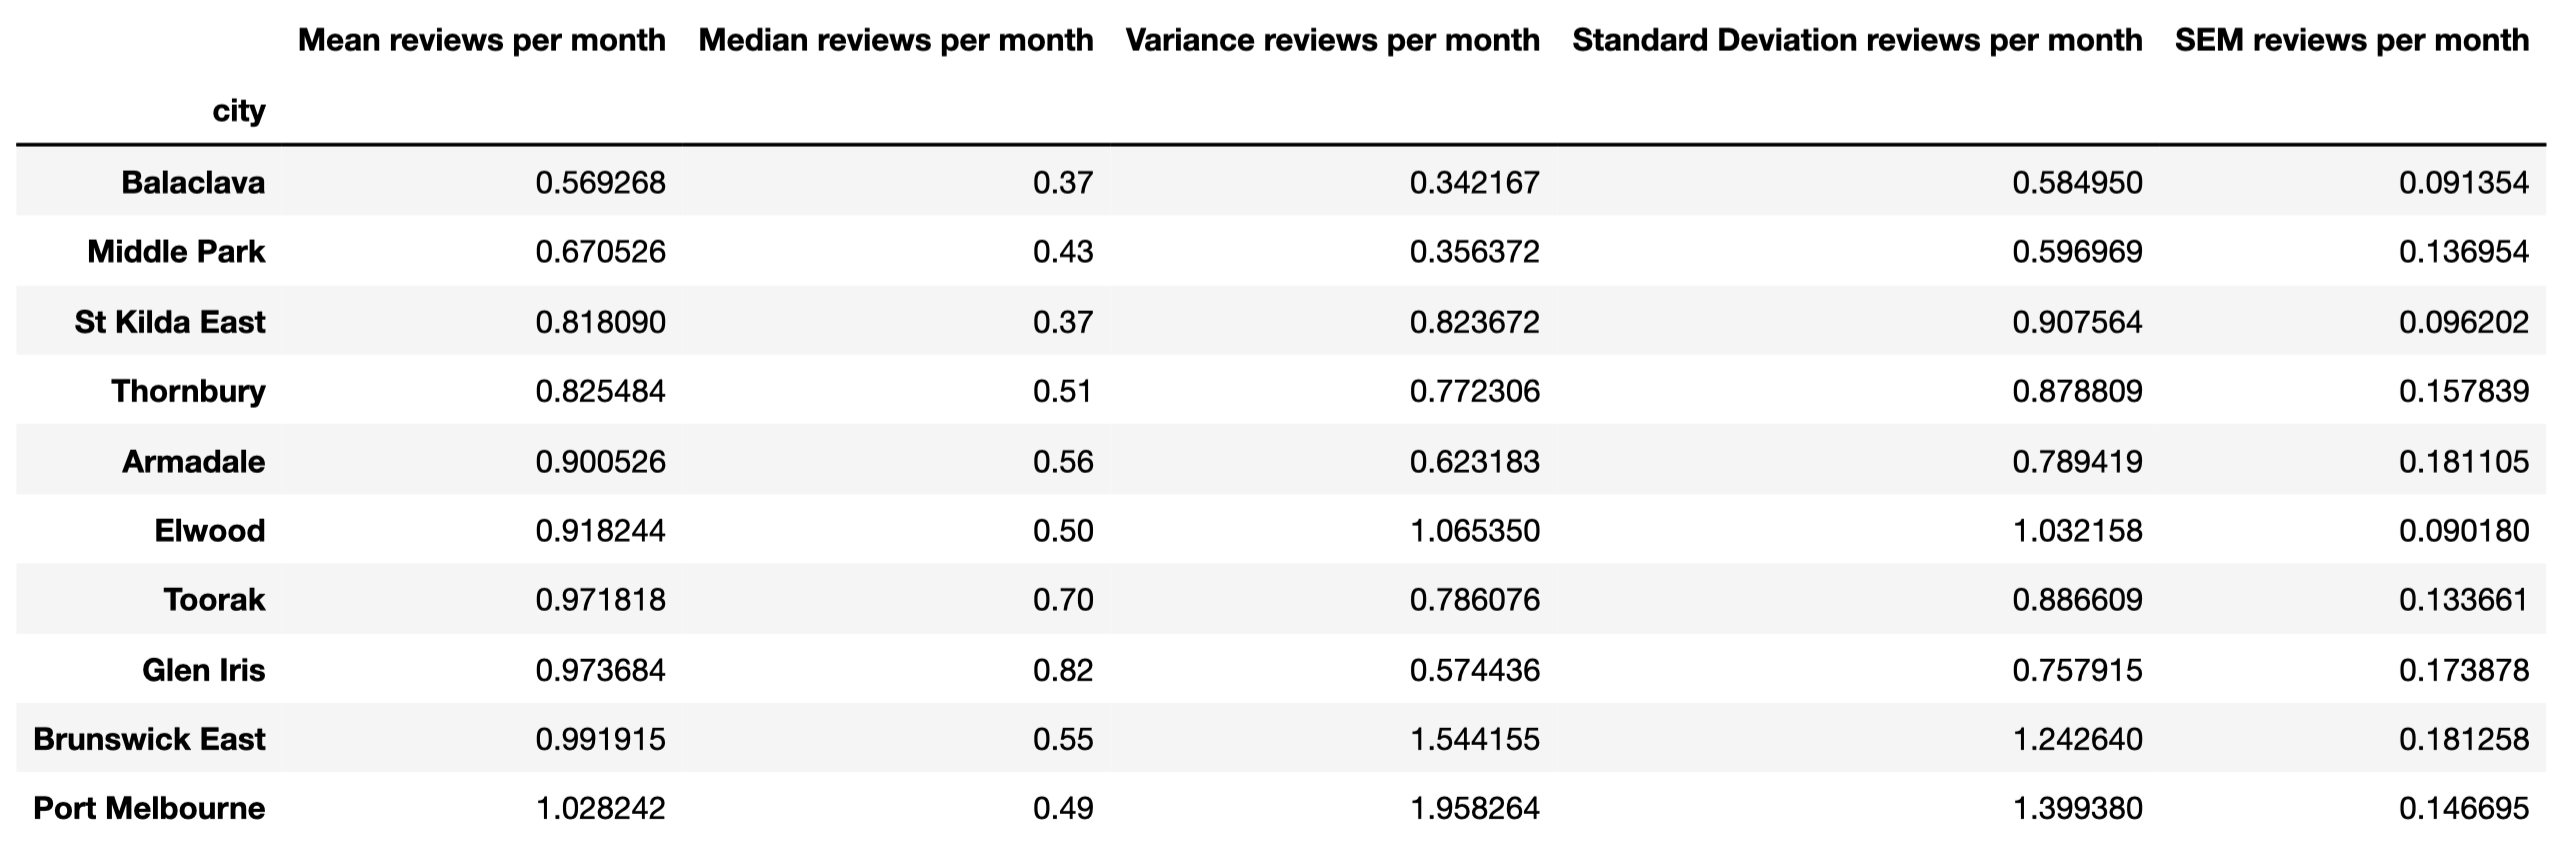 Mean reviews per month Median reviews per month Variance reviews per month Standard Deviation reviews per month SEM reviews per month
city
Balaclava 0.569268 0.37 0.342167 0.584950 0.091354
Middle Park 0.670526 0.43 0.356372 0.596969 0.136954
St Kilda East 0.818090 0.37 0.823672 0.907564 0.096202
Thornbury 0.825484 0.51 0.772306 0.878809 0.157839
Armadale 0.900526 0.56 0.623183 0.789419 0.181105
Elwood 0.918244 0.50 1.065350 1.032158 0.090180
Toorak 0.971818 0.70 0.786076 0.886609 0.133661
Glen Iris 0.973684 0.82 0.574436 0.757915 0.173878
Brunswick East 0.991915 0.55 1.544155 1.242640 0.181258
Port Melbourne 1.028242 0.49 1.958264 1.399380 0.146695